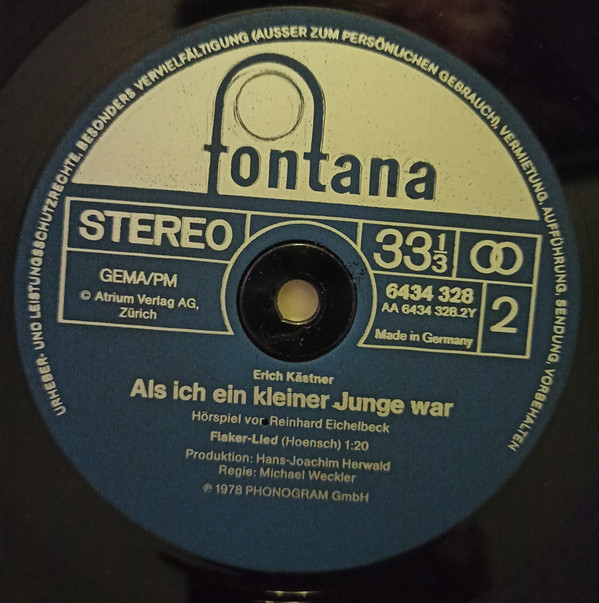 URHEBER- UND LEISTUNGSSCHUTZRECHTE, BESONDERS VERVIELFÄLTIGUNG (AUSSER ZUM PERSÖNLICHEN GEBRAUCH), VERMIETUNG, AUFFÜHRUNG, SENDUNG, VORBEHALTEN
fontana
STEREO
33 1/3
GEMA/PM
© Atrium Verlag AG,
Zürich
6434 328
AA 6434 328.2Y
2
Made in Germany
Erich Kästner
Als ich ein kleiner Junge war
Hörspiel von Reinhard Eichelbeck
Fiaker-Lied (Hoensch) 1:20
Produktion: Hans-Joachim Herwald
Regie: Michael Weckler
℗ 1978 PHONOGRAM GmbH